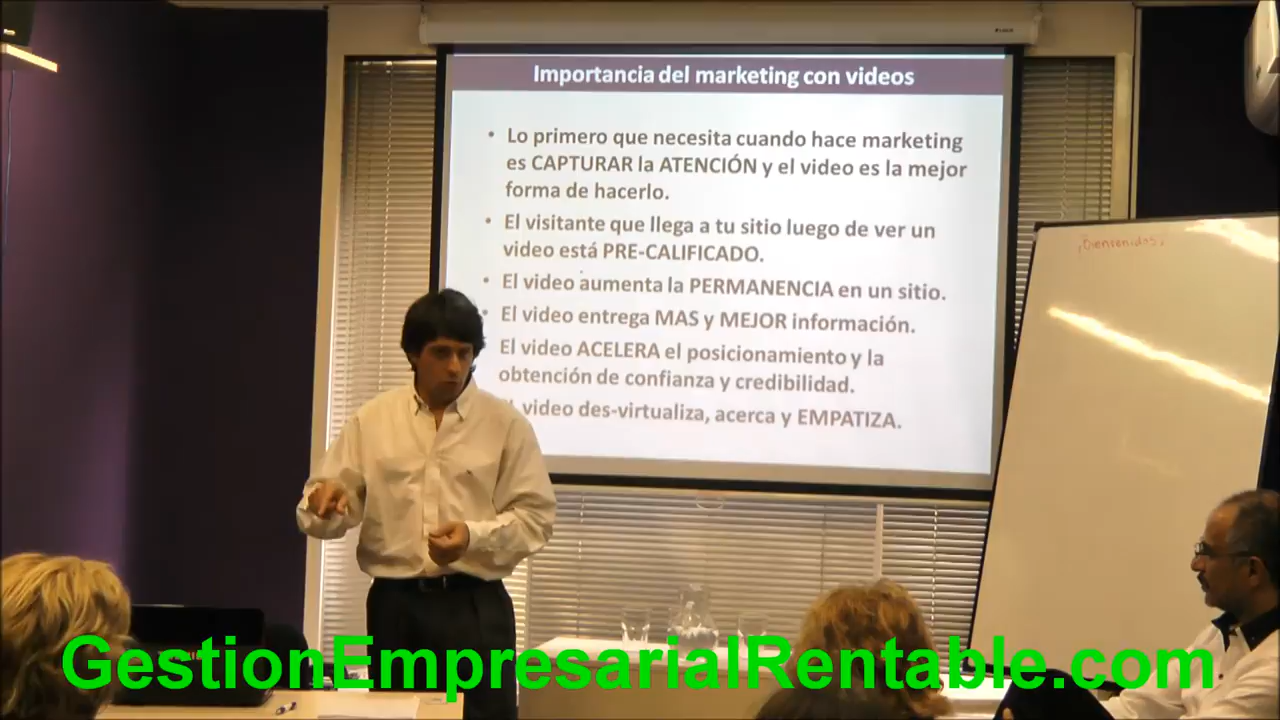 Importancia del marketing con videos
• Lo primero que necesita cuando hace marketing
es CAPTURAR la ATENCIÓN y el video es la mejor
forma de hacerlo.
• El visitante que llega a tu sitio luego de ver un
video está PRE-CALIFICADO.
• El video aumenta la PERMANENCIA en un sitio.
• El video entrega MAS y MEJOR información.
El video ACELERA el posicionamiento y la
obtención de confianza y credibilidad.
video des-virtualiza, acerca y EMPATIZA.
¡Bienvenidos!
GestionEmpresarialRentable.com